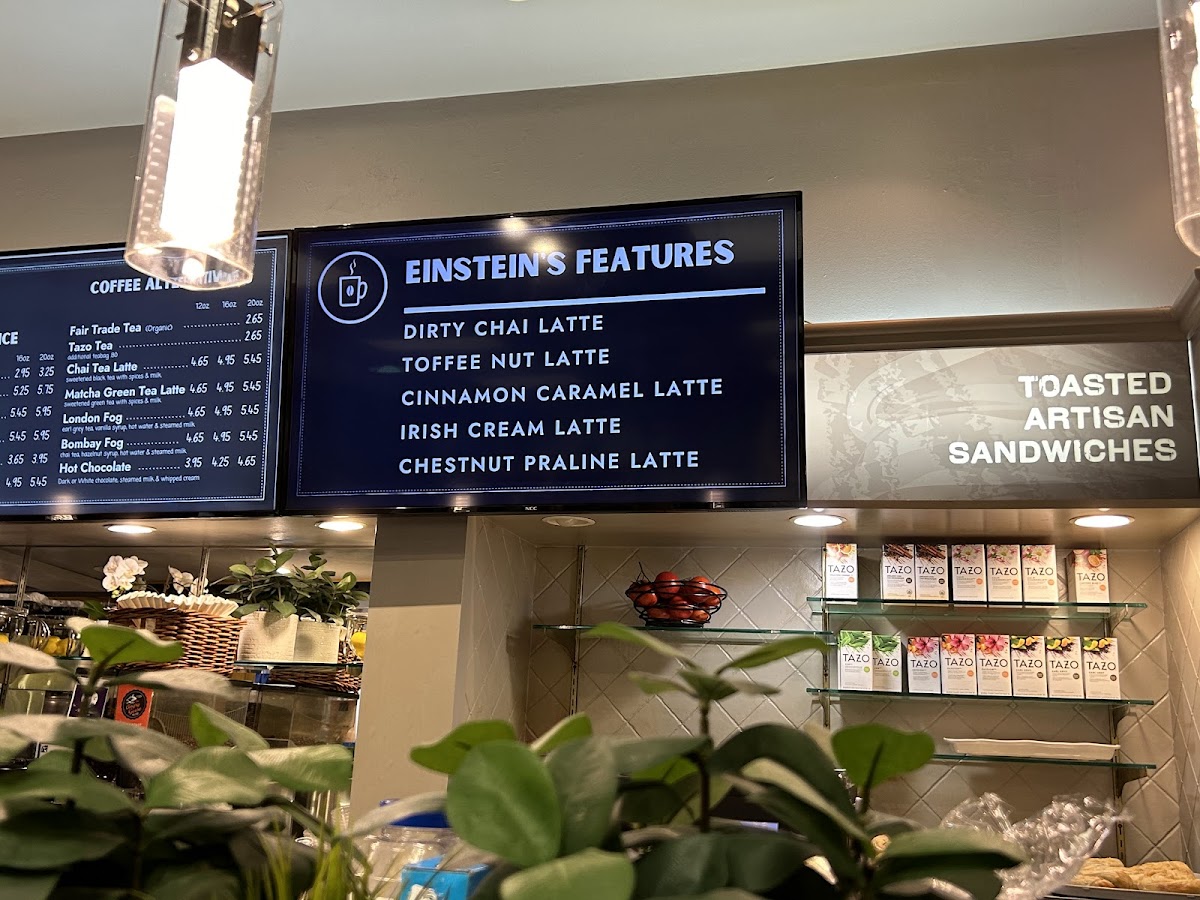 COFFEE
12oz 16oz 20oz
Fair Trade Tea (Organic) 2.65
Tazo Tea 2.65
additional teabag .80
Chai Tea Latte 4.65 4.95 5.45
sweetened black tea with spices & milk
Matcha Green Tea Latte 4.65 4.95 5.45
sweetened green tea with spices & milk
London Fog 4.65 4.95 5.45
earl grey tea, vanilla syrup, hot water & steamed milk
Bombay Fog 4.65 4.95 5.45
chai tea, hazelnut syrup, hot water & steamed milk
Hot Chocolate 3.95 4.25 4.65
Dark or White chocolate, steamed milk & whipped cream
16oz 20oz
2.95 3.25
5.25 5.75
5.45 5.95
5.45 5.95
3.65 3.95
4.95 5.45
EINSTEIN'S FEATURES
DIRTY CHAI LATTE
TOFFEE NUT LATTE
CINNAMON CARAMEL LATTE
IRISH CREAM LATTE
CHESTNUT PRALINE LATTE
NEC
TOASTED
ARTISAN
SANDWICHES
TAZO TAZO TAZO TAZO TAZO TAZO TAZO
TAZO TAZO TAZO TAZO TAZO TAZO TAZO TAZO